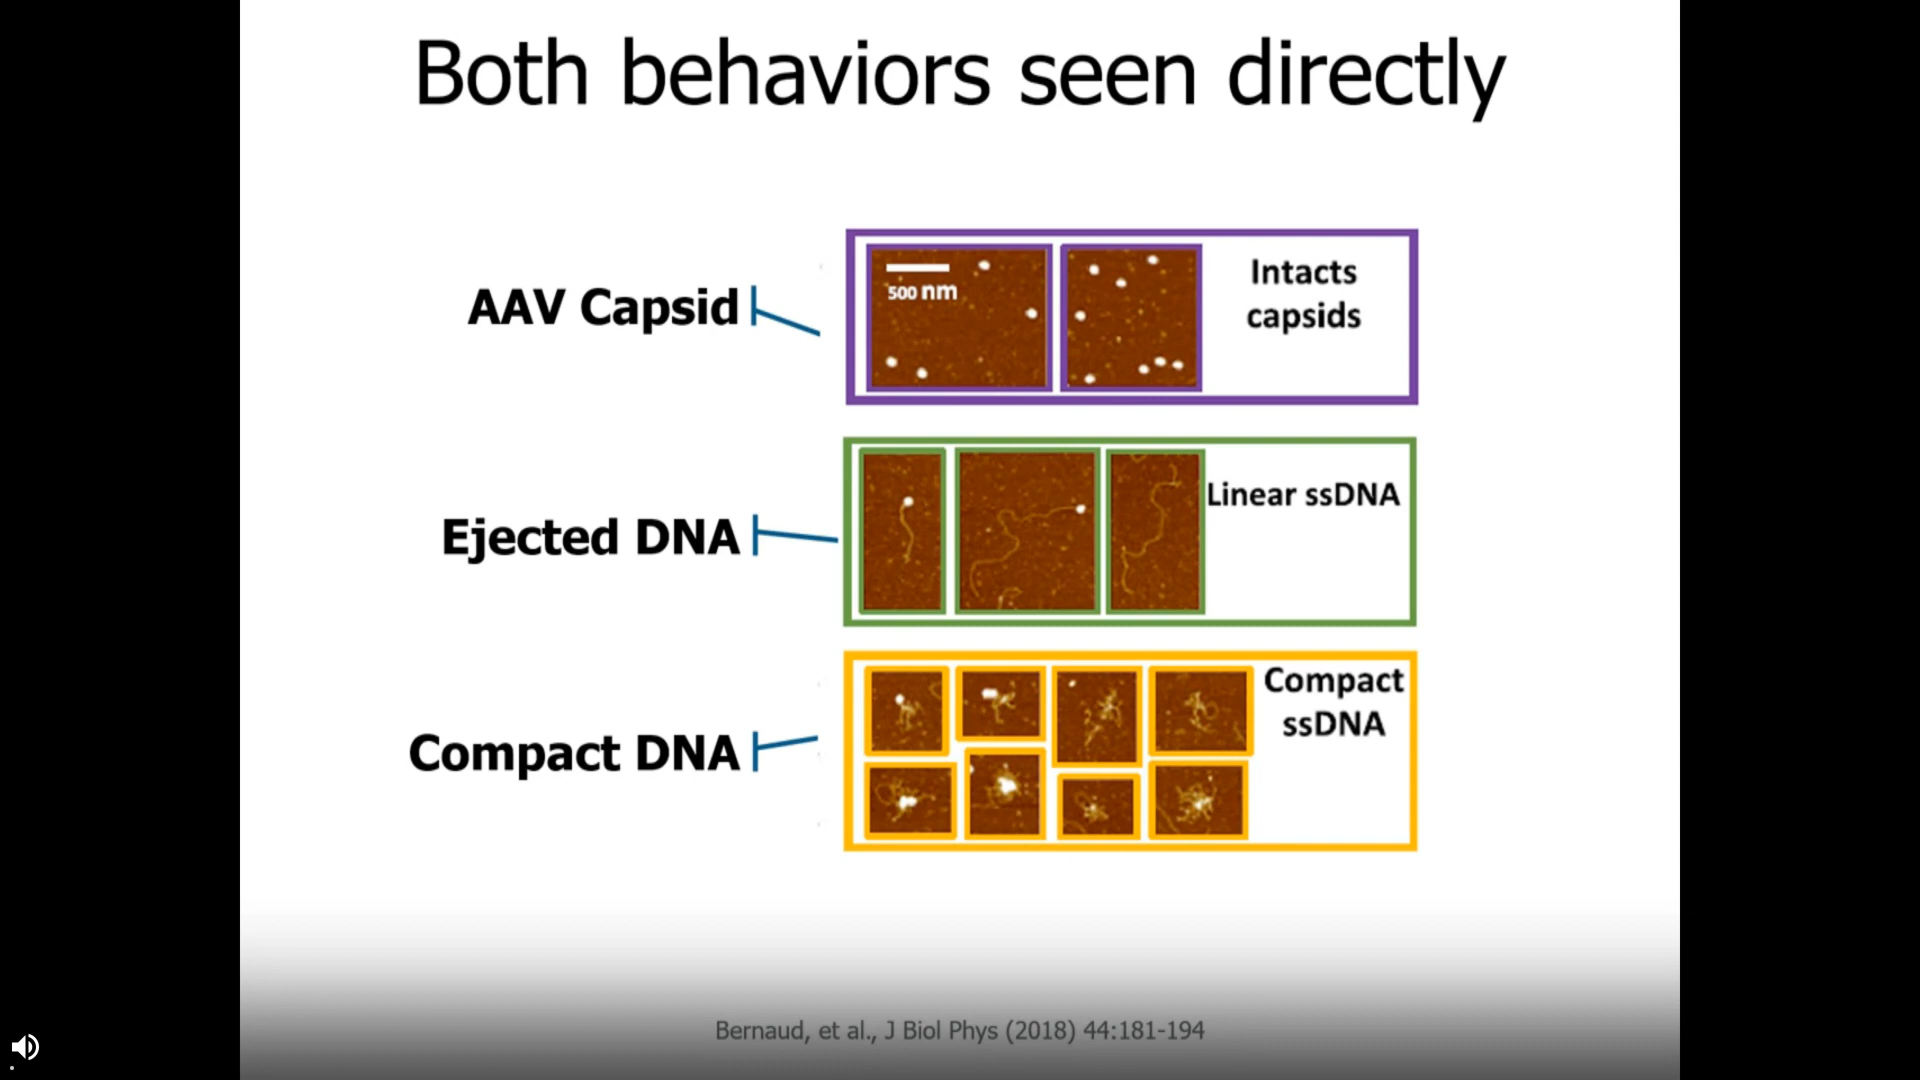 Both behaviors seen directly
AAV Capsid
500 nm
Intacts
capsids
Ejected DNA
Linear ssDNA
Compact DNA
Compact
ssDNA
Bernaud, et al., J Biol Phys (2018) 44:181-194